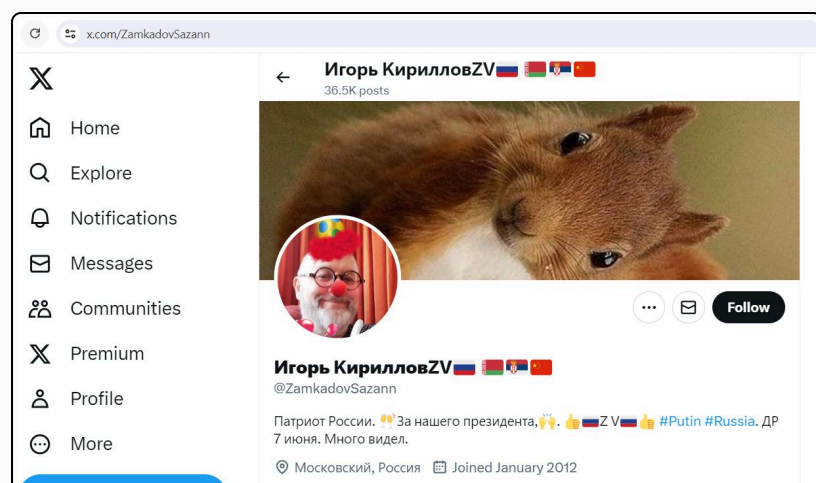 x.com/ZamkadovSazann
Игорь КирилловZV🇷🇺 🇧🇾🇷🇸🇨🇳
36.5K posts
Home
Explore
Notifications
Messages
Communities
Premium
Profile
More
Follow
Игорь КирилловZV🇷🇺 🇧🇾🇷🇸🇨🇳
@ZamkadovSazann
Патриот России. 🥂За нашего президента,🙌. 👍🇷🇺Z V🇷🇺👍 #Putin #Russia. ДР
7 июня. Много видел.
Московский, Россия Joined January 2012